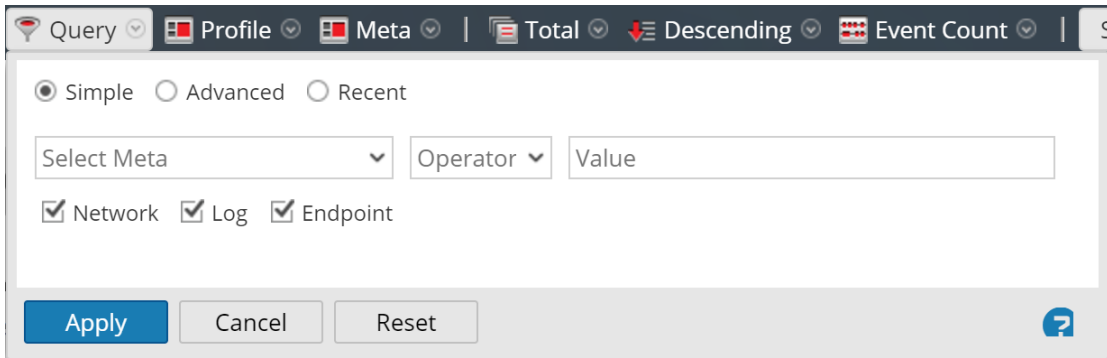 Query Profile Meta | Total Descending Event Count | S
Simple Advanced Recent
Select Meta Operator Value
Network Log Endpoint
Apply Cancel Reset ?